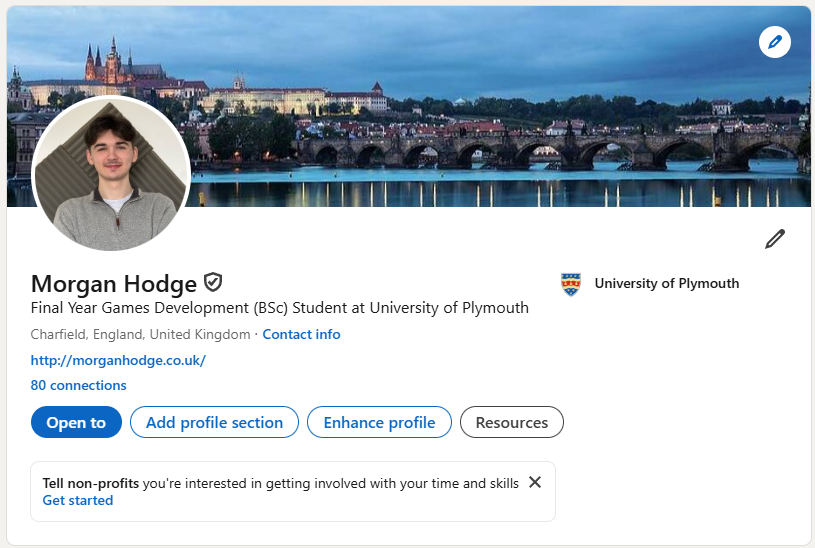 Morgan Hodge
University of Plymouth
Final Year Games Development (BSc) Student at University of Plymouth
Charfield, England, United Kingdom · Contact info
http://morganhodge.co.uk/
80 connections
Open to
Add profile section
Enhance profile
Resources
Tell non-profits you're interested in getting involved with your time and skills
Get started